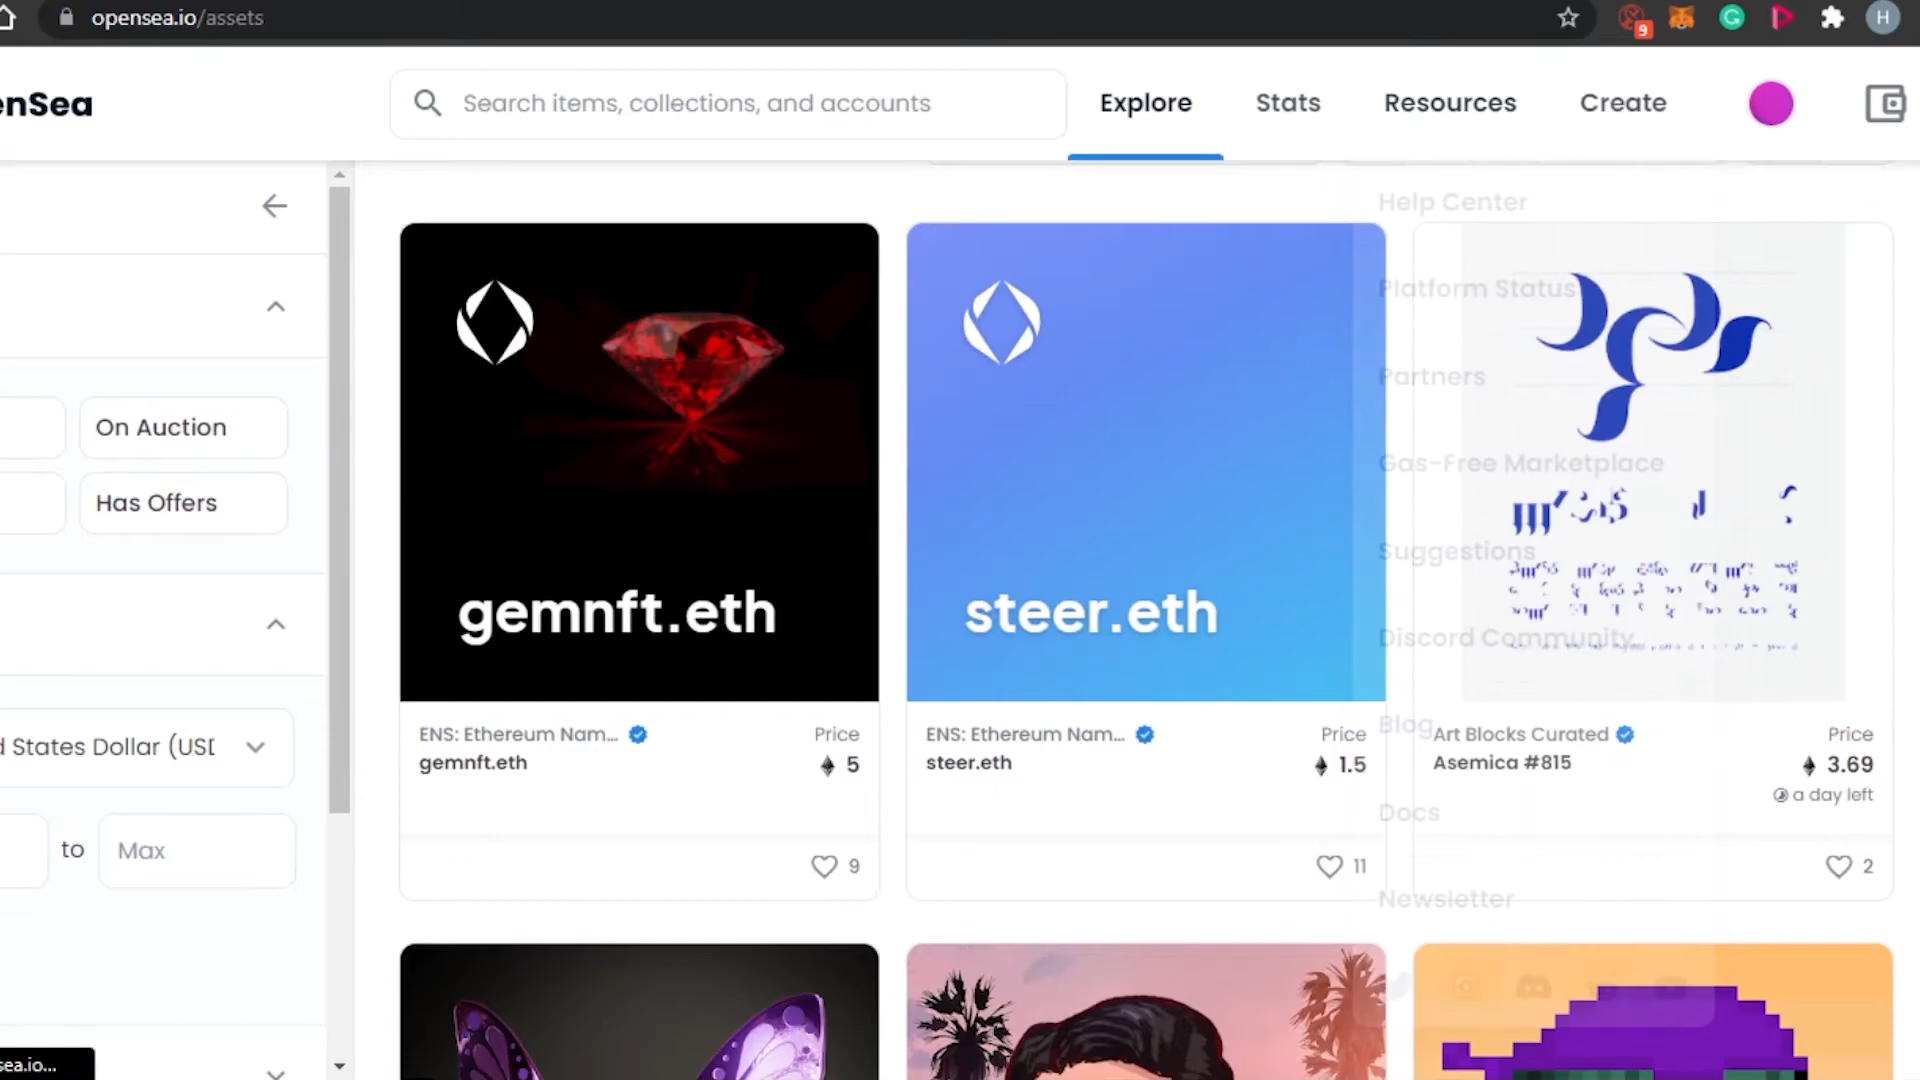 opensea.io/assets
9
H
enSea
Search items, collections, and accounts
Explore
Stats
Resources
Create
Help Center
Platform Status
Partners
Gas-Free Marketplace
Suggestions
Discord Community
Blog
Docs
Newsletter
On Auction
Has Offers
d States Dollar (USD
to
Max
sea.io...
gemnft.eth
ENS: Ethereum Nam...
Price
gemnft.eth
5
9
steer.eth
ENS: Ethereum Nam...
Price
steer.eth
1.5
11
Art Blocks Curated
Price
Asemica #815
3.69
a day left
2